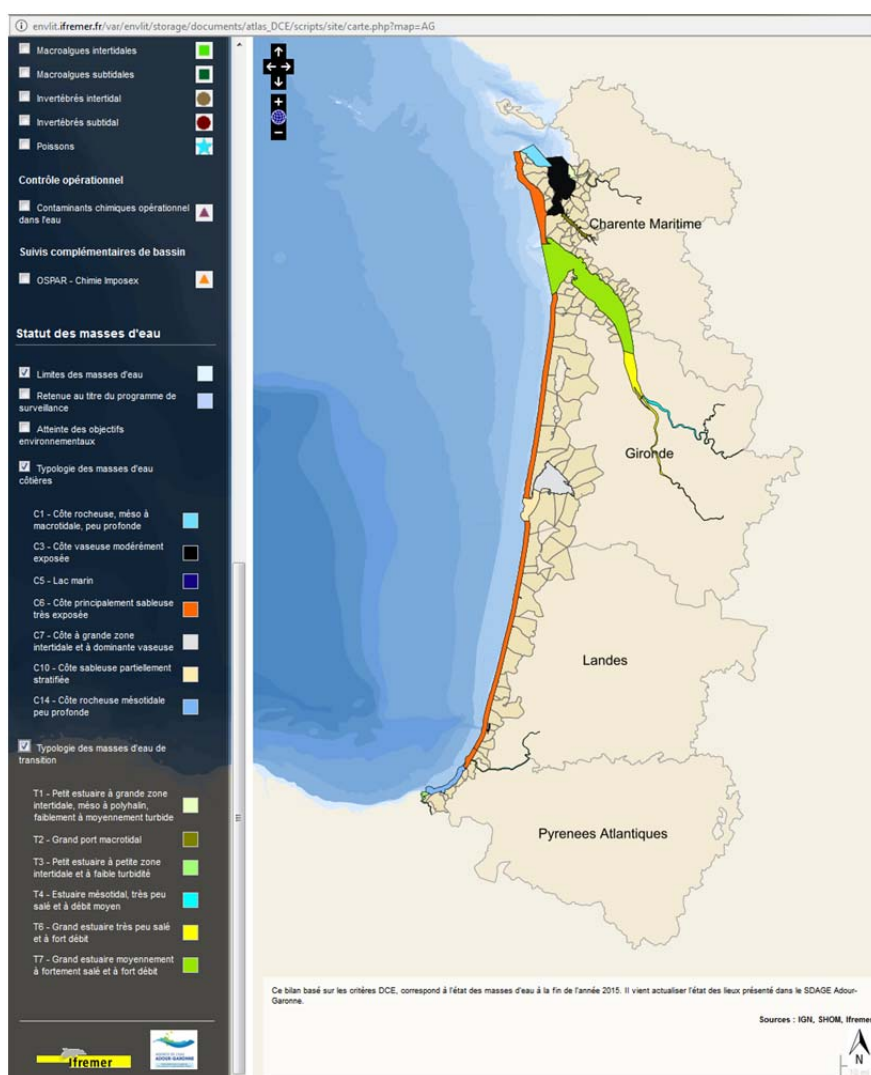 envlit.ifremer.fr/var/envlit/storage/documents/atlas_DCE/scripts/site/carte.php?map=AG
Macroalgues intertidales
Macroalgues subtidales
Invertébrés intertidal
Invertébrés subtidal
Poissons
Contrôle opérationnel
Contaminants chimiques opérationnel
dans l'eau
Suivis complémentaires de bassin
OSPAR - Chimie Imposex
Statut des masses d'eau
Limites des masses d'eau
Retenue au titre du programme de
surveillance
Atteinte des objectifs
environnementaux
Typologie des masses d'eau
côtières
C1 - Côte rocheuse, méso à
macrotidale, peu profonde
C3 - Côte vaseuse modérément
exposée
C5 - Lac marin
C6 - Côte principalement sableuse
très exposée
C7 - Côte à grande zone
intertidale et à dominante vaseuse
C10 - Côte sableuse partiellement
stratifiée
C14 - Côte rocheuse mésotidale
peu profonde
Typologie des masses d'eau de
transition
T1 - Petit estuaire à grande zone
intertidale, méso à polyhalin,
faiblement à moyennement turbide
T2 - Grand port macrotidal
T3 - Petit estuaire à petite zone
intertidale et à faible turbidité
T4 - Estuaire mésotidal, très peu
salé et à débit moyen
T6 - Grand estuaire très peu salé
et à fort débit
T7 - Grand estuaire moyennement
à fortement salé et à fort débit
Ifremer
ADOUR-GARONNE
Charente Maritime
Gironde
Landes
Pyrenees Atlantiques
Ce bilan basé sur les critères DCE, correspond à l'état des masses d'eau à la fin de l'année 2015. Il vient actualiser l'état des lieux présenté dans le SDAGE Adour-
Garonne.
Sources : IGN, SHOM, Ifremer
N